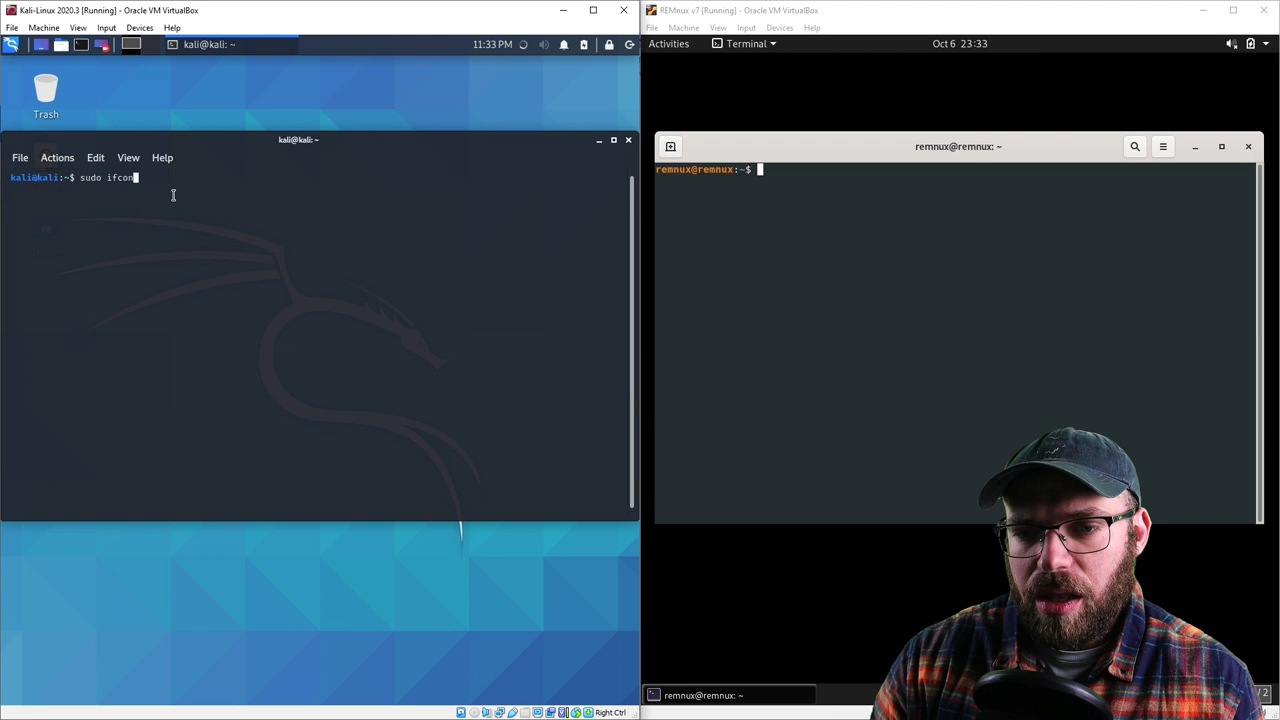 Kali-Linux 2020.3 [Running] - Oracle VM VirtualBox
File Machine View Input Devices Help
kali@kali: ~
11:33 PM
Trash
kali@kali: ~
File Actions Edit View Help
kali@kali:~$ sudo ifcon
Right Ctrl
REMnux v7 [Running] - Oracle VM VirtualBox
File Machine View Input Devices Help
Activities Terminal Oct 6 23:33
remnux@remnux: ~
remnux@remnux:~$
remnux@remnux: ~
/ 2